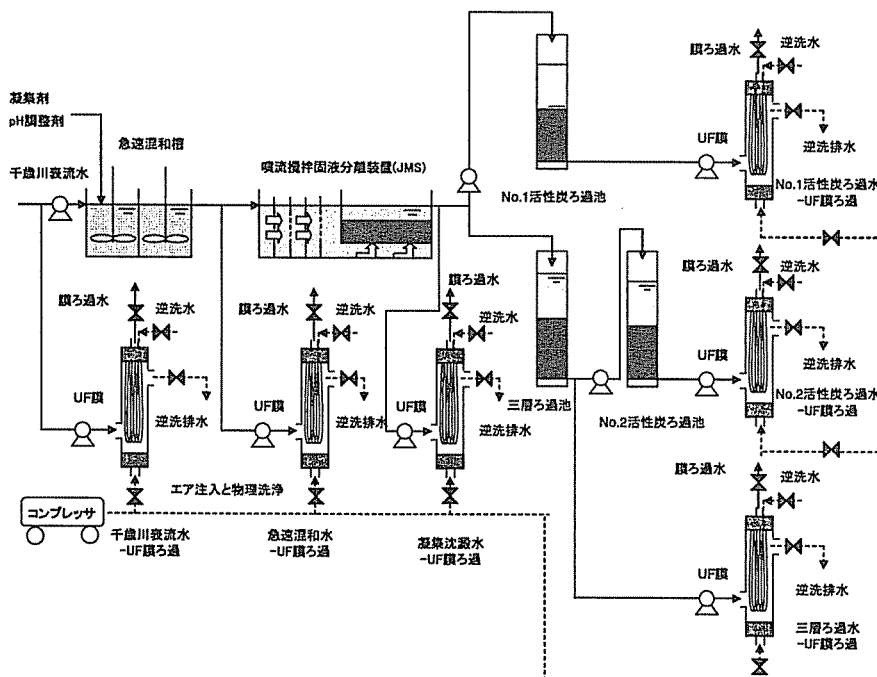 凝集剤
pH調整剤
急速混和槽
千歳川表流水
噴流撹拌固液分離装置(JMS)
No.1活性炭ろ過池
膜ろ過水
逆洗水
UF膜
逆洗排水
No.1活性炭ろ過水
-UF膜ろ過
膜ろ過水
逆洗水
UF膜
逆洗排水
膜ろ過水
逆洗水
UF膜
逆洗排水
膜ろ過水
逆洗水
UF膜
逆洗排水
三層ろ過池
No.2活性炭ろ過池
膜ろ過水
逆洗水
UF膜
逆洗排水
No.2活性炭ろ過水
-UF膜ろ過
エア注入と物理洗浄
コンプレッサ
千歳川表流水
-UF膜ろ過
急速混和水
-UF膜ろ過
凝集沈澱水
-UF膜ろ過
膜ろ過水
逆洗水
UF膜
逆洗排水
三層ろ過水
-UF膜ろ過